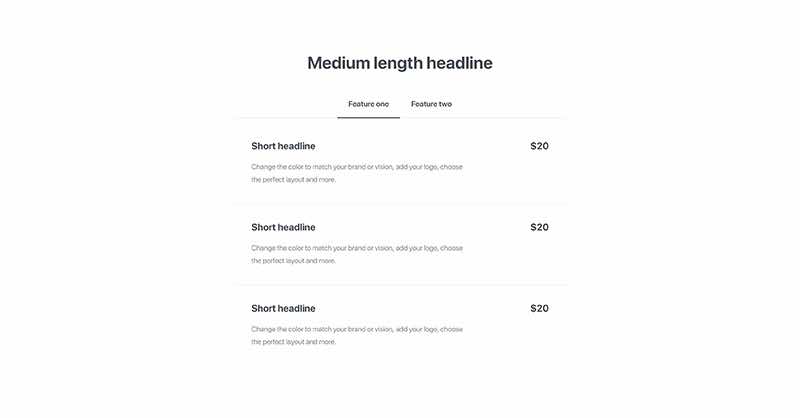 Medium length headline
Feature one Feature two
Short headline $20
Change the color to match your brand or vision, add your logo, choose
the perfect layout and more.
Short headline $20
Change the color to match your brand or vision, add your logo, choose
the perfect layout and more.
Short headline $20
Change the color to match your brand or vision, add your logo, choose
the perfect layout and more.